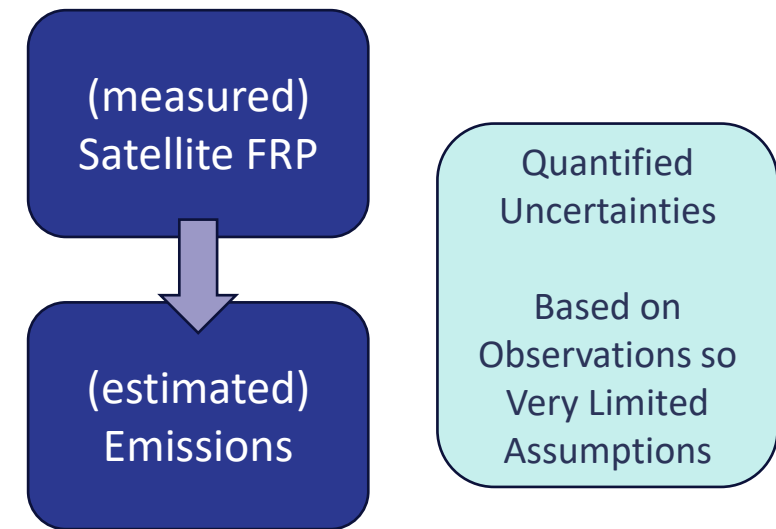 (measured)
Satellite FRP
(estimated)
Emissions
Quantified
Uncertainties
Based on
Observations so
Very Limited
Assumptions